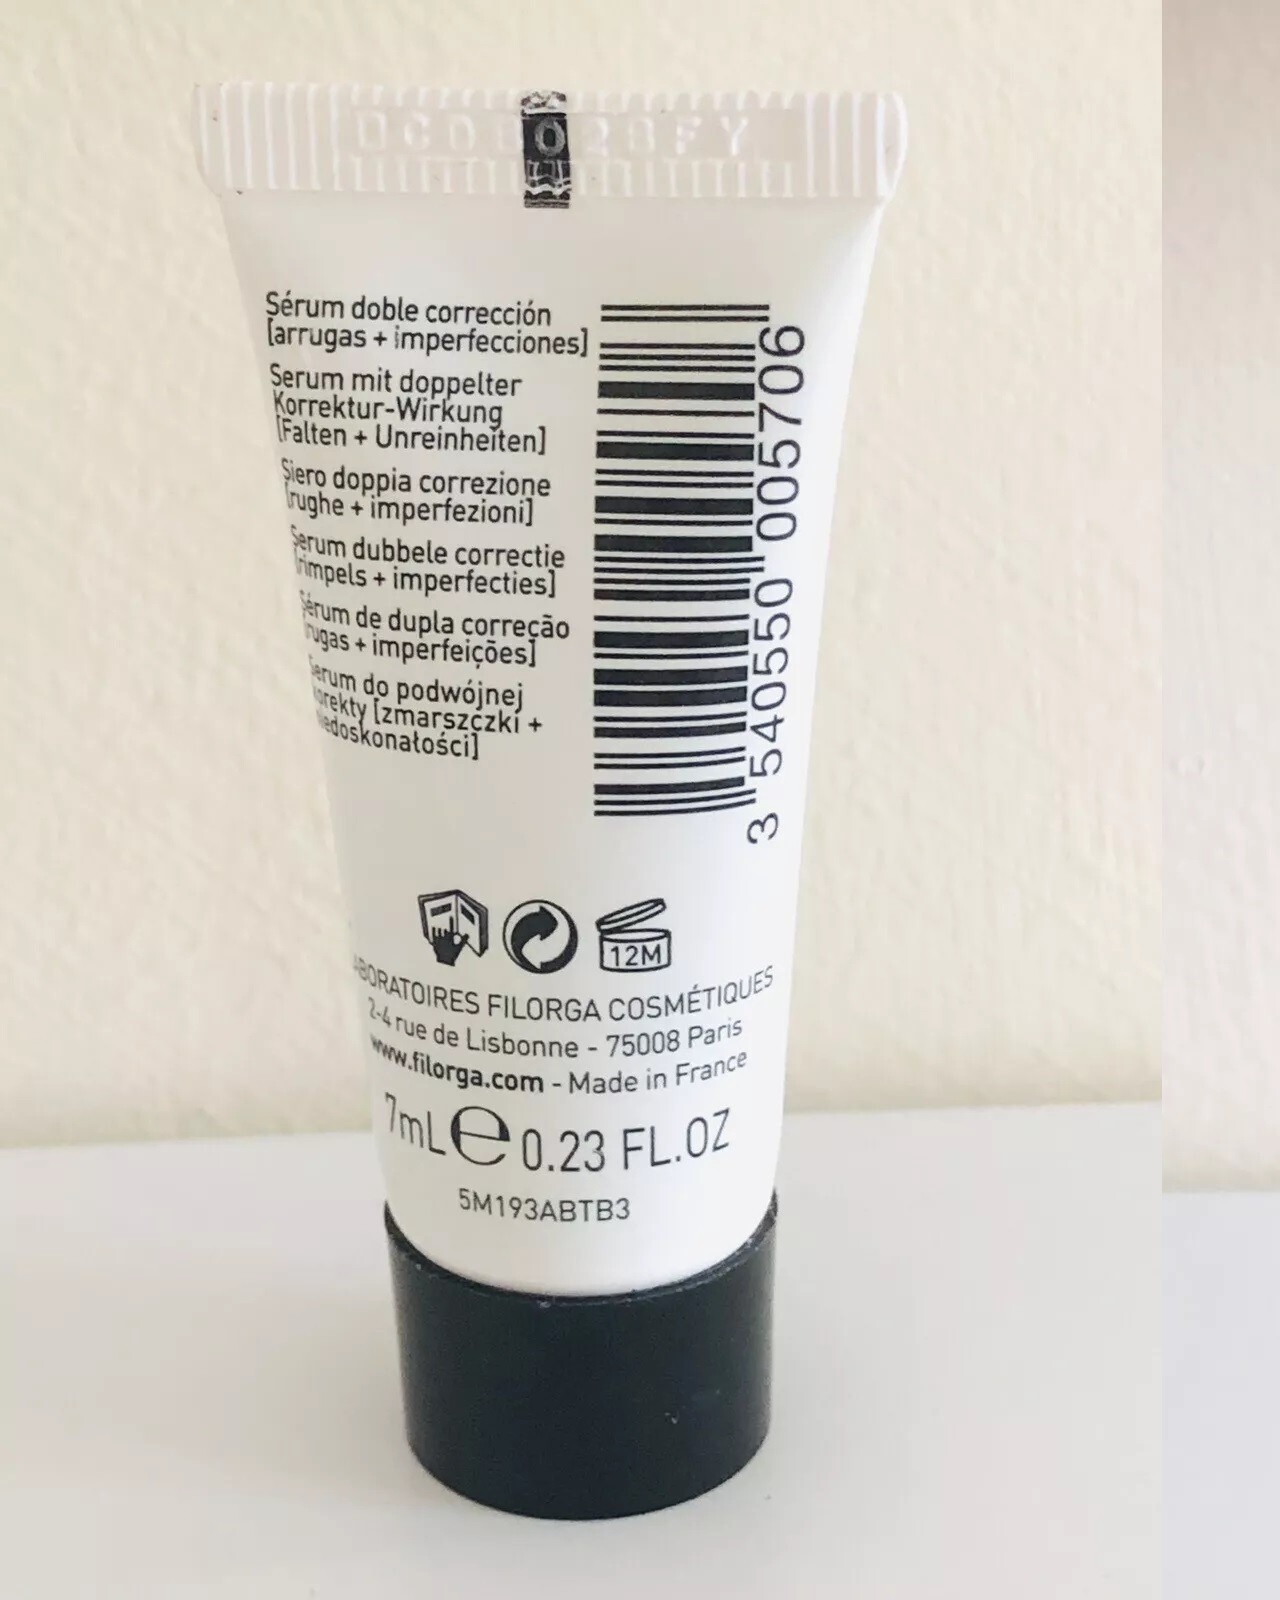 Sérum doble corrección
[arrugas + imperfecciones]
Serum mit doppelter
Korrektur-Wirkung
[Falten + Unreinheiten]
Siero doppia correzione
[rughe + imperfezioni]
Serum dubbele correctie
[rimpels + imperfecties]
Sérum de dupla correção
[rugas + imperfeições]
Serum do podwójnej
korekty [zmarszczki +
niedoskonałości]
3 540550 005706
12M
LABORATOIRES FILORGA COSMÉTIQUES
2-4 rue de Lisbonne - 75008 Paris
www.filorga.com - Made in France
7mL e 0.23 FL.OZ
5M193ABTB3